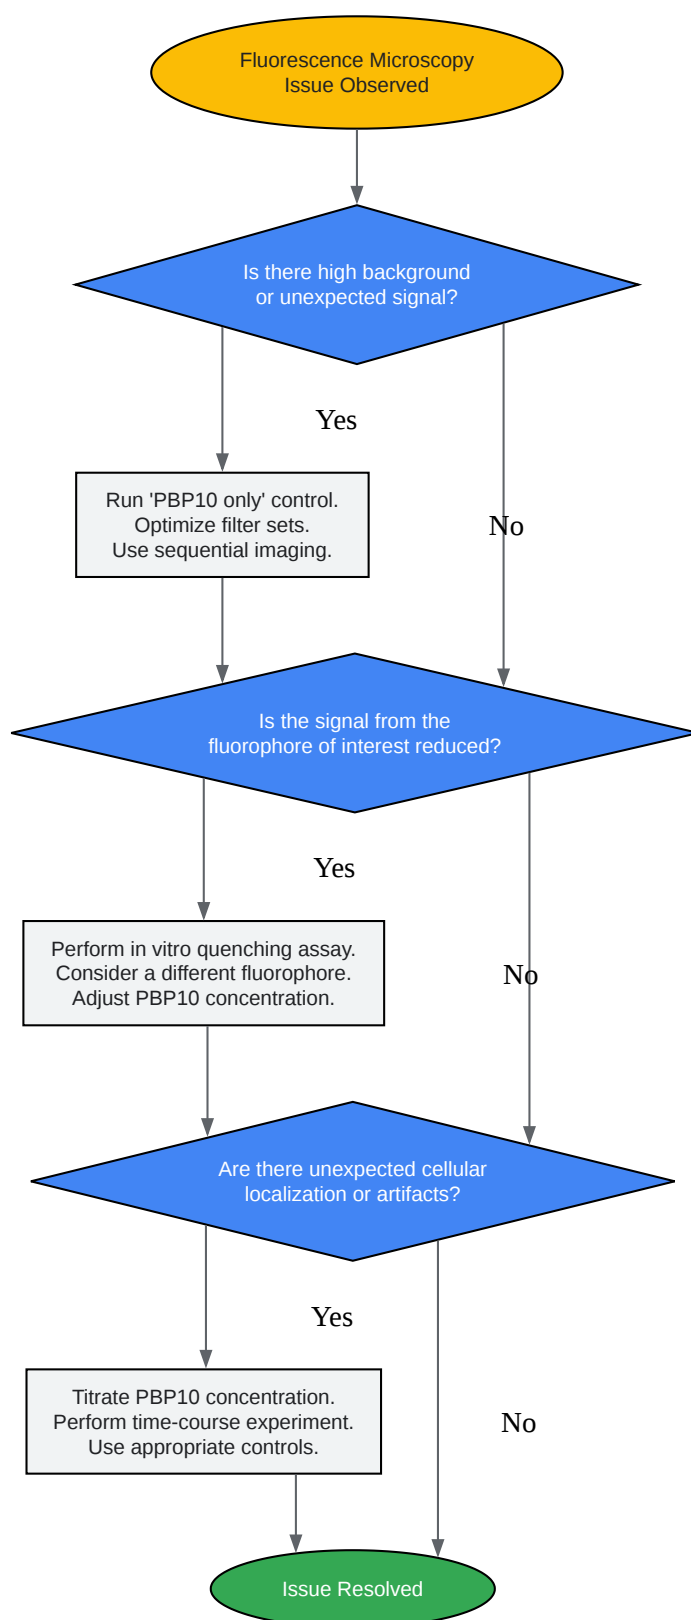 Fluorescence Microscopy
Issue Observed
Is there high background
or unexpected signal?
Yes
Run 'PBP10 only' control.
Optimize filter sets.
Use sequential imaging.
No
Is the signal from the
fluorophore of interest reduced?
Yes
Perform in vitro quenching assay.
Consider a different fluorophore.
Adjust PBP10 concentration.
No
Are there unexpected cellular
localization or artifacts?
Yes
Titrate PBP10 concentration.
Perform time-course experiment.
Use appropriate controls.
No
Issue Resolved